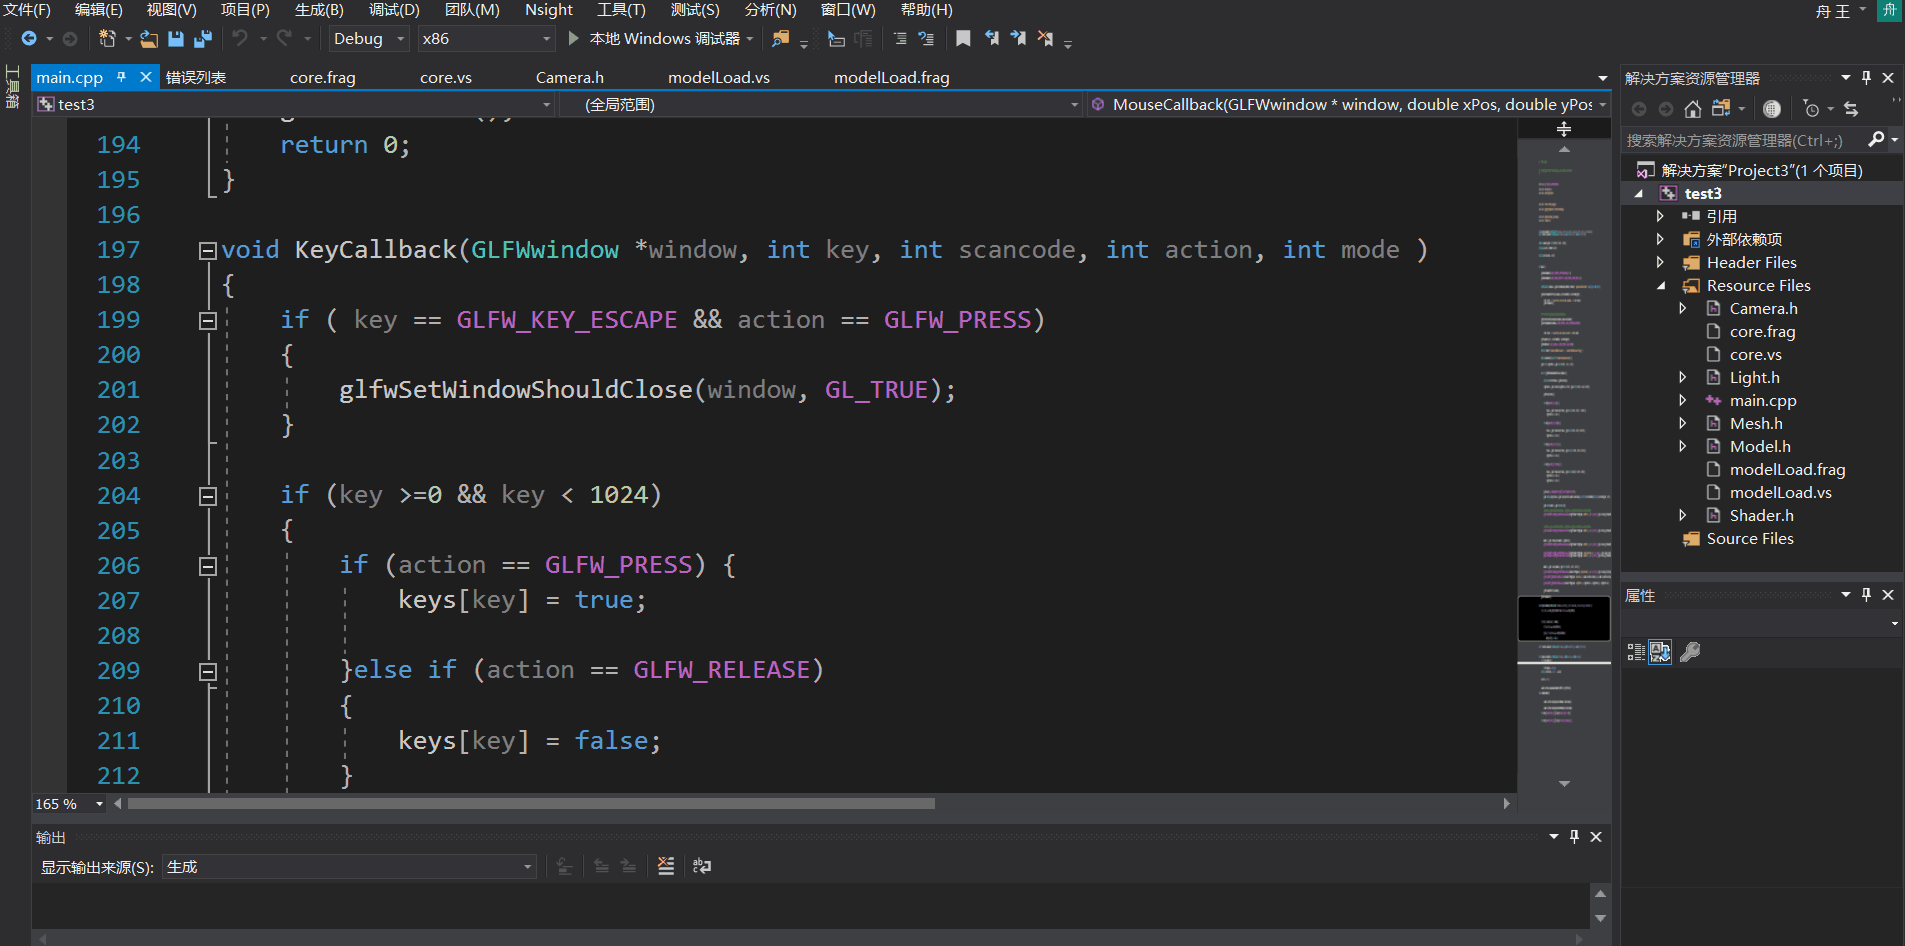 文件(F) 编辑(E) 视图(V) 项目(P) 生成(B) 调试(D) 团队(M) Nsight 工具(T) 测试(S) 分析(N) 窗口(W) 帮助(H) 舟 王 舟
Debug x86 本地 Windows 调试器
工具箱
main.cpp 错误列表 core.frag core.vs Camera.h modelLoad.vs modelLoad.frag
test3 (全局范围) MouseCallback(GLFWwindow * window, double xPos, double yPos
194 return 0;
195 }
196
197 void KeyCallback(GLFWwindow *window, int key, int scancode, int action, int mode )
198 {
199 if ( key == GLFW_KEY_ESCAPE && action == GLFW_PRESS)
200 {
201 glfwSetWindowShouldClose(window, GL_TRUE);
202 }
203
204 if (key >=0 && key < 1024)
205 {
206 if (action == GLFW_PRESS) {
207 keys[key] = true;
208
209 }else if (action == GLFW_RELEASE)
210 {
211 keys[key] = false;
212 }
165 %
输出
显示输出来源(S): 生成
解决方案资源管理器
搜索解决方案资源管理器(Ctrl+;)
解决方案"Project3"(1 个项目)
test3
引用
外部依赖项
Header Files
Resource Files
Camera.h
core.frag
core.vs
Light.h
main.cpp
Mesh.h
Model.h
modelLoad.frag
modelLoad.vs
Shader.h
Source Files
属性